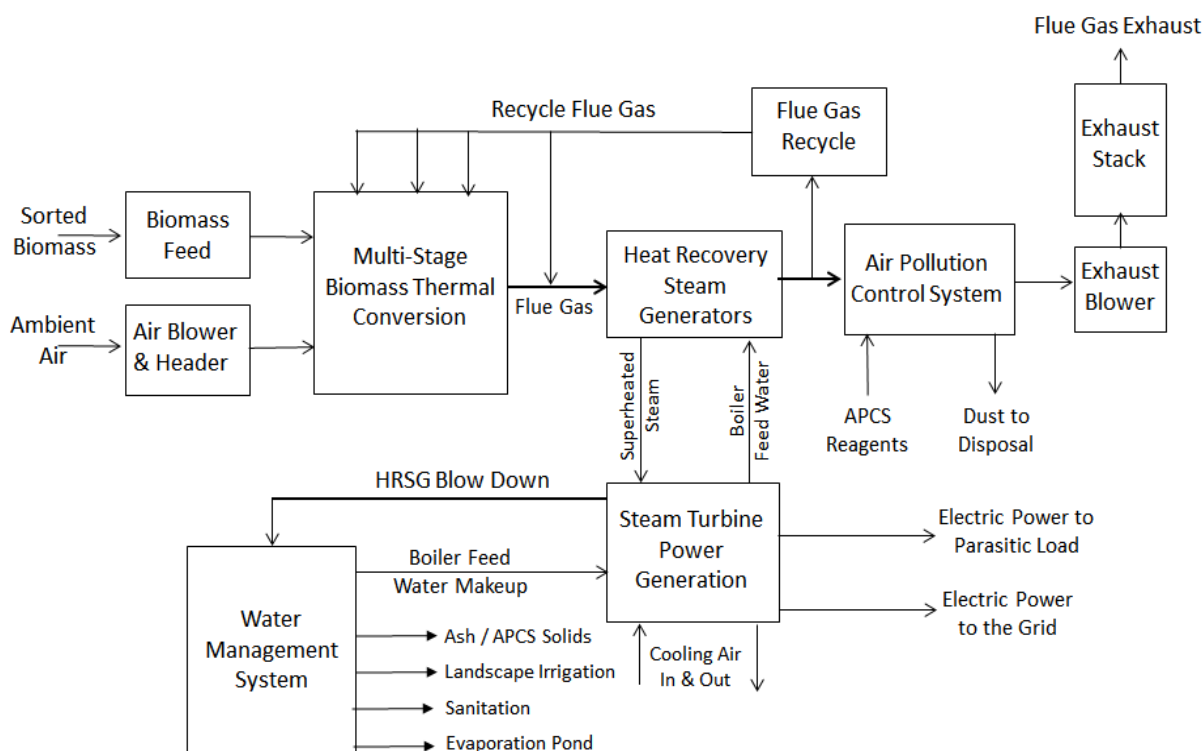 Flue Gas Exhaust
Recycle Flue Gas
Flue Gas
Recycle
Exhaust
Stack
Sorted
Biomass
Biomass
Feed
Multi-Stage
Biomass Thermal
Conversion
Flue Gas
Heat Recovery
Steam
Generators
Air Pollution
Control System
Exhaust
Blower
Ambient
Air
Air Blower
& Header
Superheated
Steam
Boiler
Feed Water
APCS
Reagents
Dust to
Disposal
HRSG Blow Down
Steam Turbine
Power
Generation
Electric Power to
Parasitic Load
Electric Power
to the Grid
Boiler Feed
Water Makeup
Water
Management
System
Ash / APCS Solids
Landscape Irrigation
Sanitation
Evaporation Pond
Cooling Air
In & Out